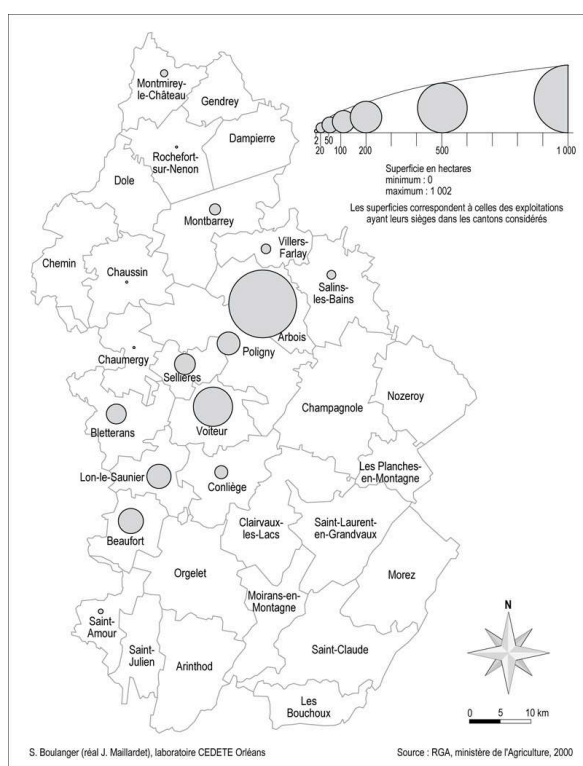 Montmirey-
le-Château
Gendrey
Dampierre
Rochefort-
sur-Nenon
Dole
Montbarrey
Villers-
Farlay
Chemin
Chaussin
Salins-
les-Bains
Arbois
Chaumergy
Poligny
Sellières
Champagnole
Nozeroy
Bletterans
Voiteur
Lon-le-Saunier
Conliège
Les Planches-
en-Montagne
Beaufort
Clairvaux-
les-Lacs
Saint-Laurent-
en-Grandvaux
Orgelet
Morez
Moirans-en-
Montagne
Saint-
Amour
Saint-
Julien
Arinthod
Saint-Claude
Les
Bouchoux
2 50
20 100 200 500 1 000
Superficie en hectares
minimum : 0
maximum : 1 002
Les superficies correspondent à celles des exploitations
ayant leurs sièges dans les cantons considérés
N
0 5 10 km
S. Boulanger (réal J. Maillardet), laboratoire CEDETE Orléans
Source : RGA, ministère de l'Agriculture, 2000